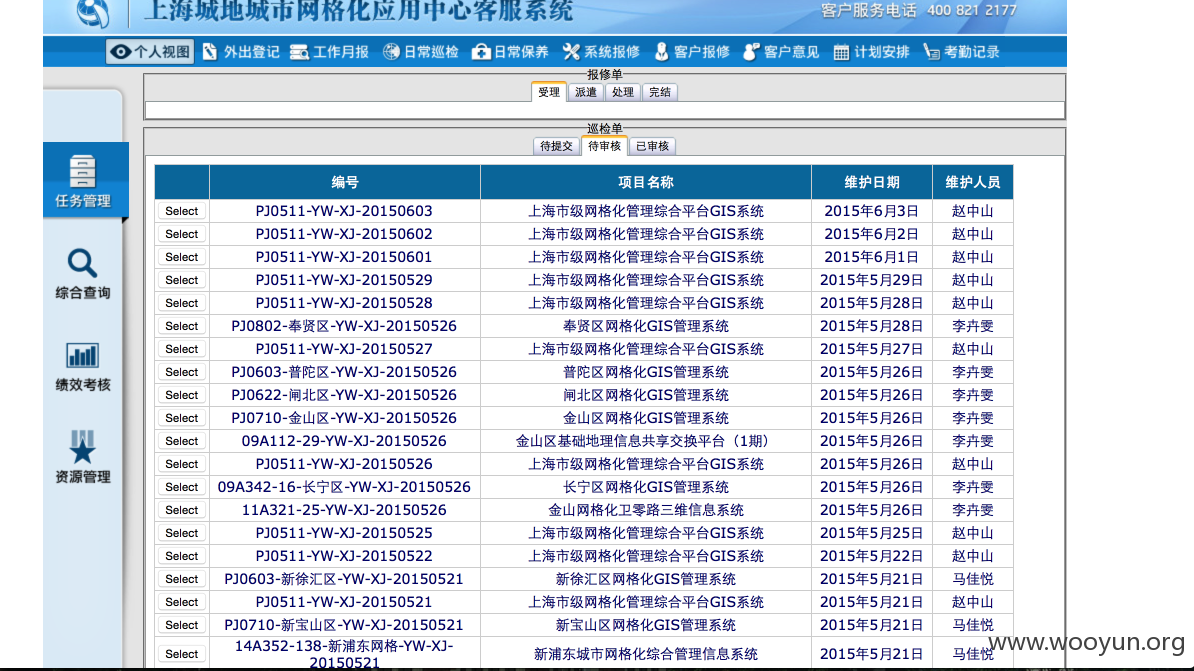 上海城地城市网格化应用中心客服系统
客户服务电话 400 821 2177
个人视图 外出登记 工作月报 日常巡检 日常保养 系统报修 客户报修 客户意见 计划安排 考勤记录
报修单
受理 派遣 处理 完结
巡检单
待提交 待审核 已审核
任务管理
综合查询
绩效考核
资源管理
编号 项目名称 维护日期 维护人员
Select PJ0511-YW-XJ-20150603 上海市级网格化管理综合平台GIS系统 2015年6月3日 赵中山
Select PJ0511-YW-XJ-20150602 上海市级网格化管理综合平台GIS系统 2015年6月2日 赵中山
Select PJ0511-YW-XJ-20150601 上海市级网格化管理综合平台GIS系统 2015年6月1日 赵中山
Select PJ0511-YW-XJ-20150529 上海市级网格化管理综合平台GIS系统 2015年5月29日 赵中山
Select PJ0511-YW-XJ-20150528 上海市级网格化管理综合平台GIS系统 2015年5月28日 赵中山
Select PJ0802-奉贤区-YW-XJ-20150526 奉贤区网格化GIS管理系统 2015年5月28日 李卉雯
Select PJ0511-YW-XJ-20150527 上海市级网格化管理综合平台GIS系统 2015年5月27日 赵中山
Select PJ0603-普陀区-YW-XJ-20150526 普陀区网格化GIS管理系统 2015年5月26日 李卉雯
Select PJ0622-闸北区-YW-XJ-20150526 闸北区网格化GIS管理系统 2015年5月26日 李卉雯
Select PJ0710-金山区-YW-XJ-20150526 金山区网格化GIS管理系统 2015年5月26日 李卉雯
Select 09A112-29-YW-XJ-20150526 金山区基础地理信息共享交换平台（1期） 2015年5月26日 李卉雯
Select PJ0511-YW-XJ-20150526 上海市级网格化管理综合平台GIS系统 2015年5月26日 赵中山
Select 09A342-16-长宁区-YW-XJ-20150526 长宁区网格化GIS管理系统 2015年5月26日 李卉雯
Select 11A321-25-YW-XJ-20150526 金山网格化卫零路三维信息系统 2015年5月26日 李卉雯
Select PJ0511-YW-XJ-20150525 上海市级网格化管理综合平台GIS系统 2015年5月25日 赵中山
Select PJ0511-YW-XJ-20150522 上海市级网格化管理综合平台GIS系统 2015年5月22日 赵中山
Select PJ0603-新徐汇区-YW-XJ-20150521 新徐汇区网格化GIS管理系统 2015年5月21日 马佳悦
Select PJ0511-YW-XJ-20150521 上海市级网格化管理综合平台GIS系统 2015年5月21日 赵中山
Select PJ0710-新宝山区-YW-XJ-20150521 新宝山区网格化GIS管理系统 2015年5月21日 马佳悦
Select 14A352-138-新浦东网格-YW-XJ-20150521 新浦东城市网格化综合管理信息系统 2015年5月21日 马佳悦
www.wooyun.org